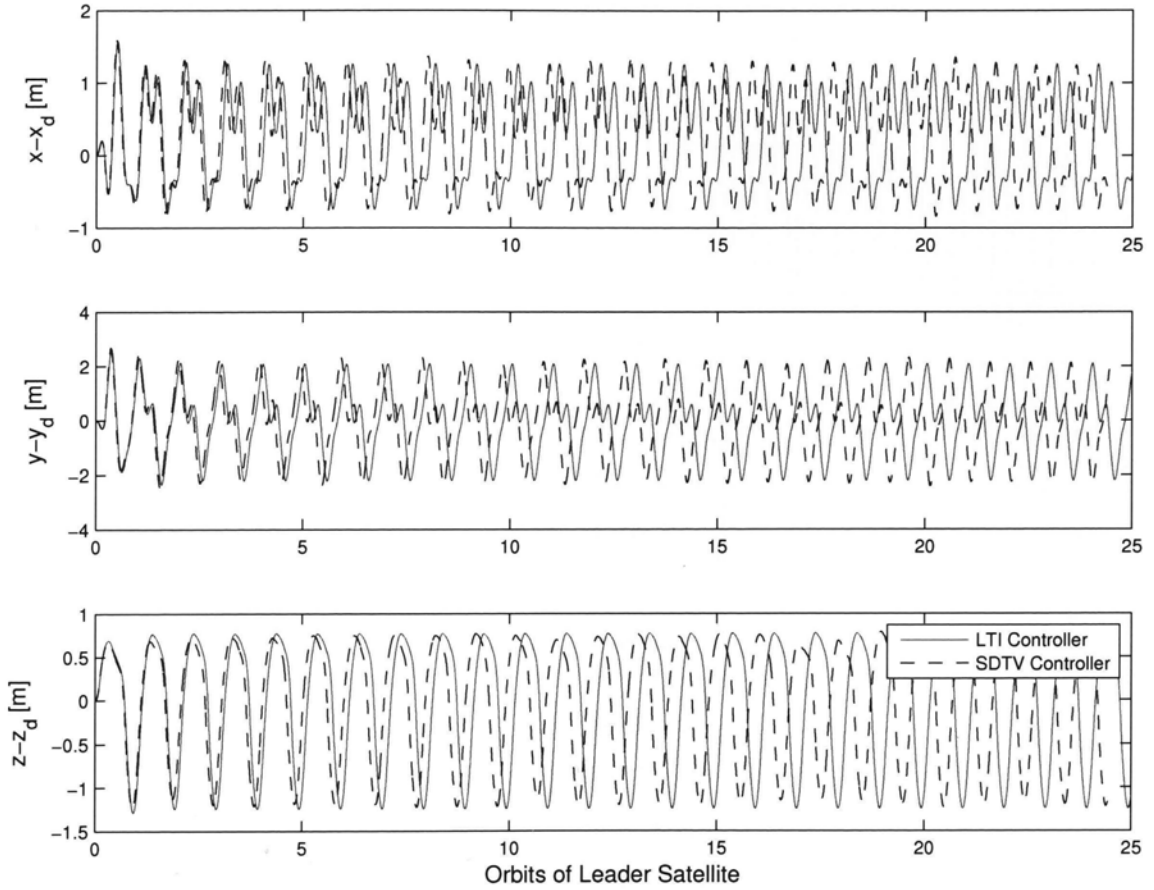 2
1
0
−1
x−x_d [m]
0 5 10 15 20 25
4
2
0
−2
−4
y−y_d [m]
0 5 10 15 20 25
1
0.5
0
−0.5
−1
−1.5
z−z_d [m]
LTI Controller
SDTV Controller
0 5 10 15 20 25
Orbits of Leader Satellite